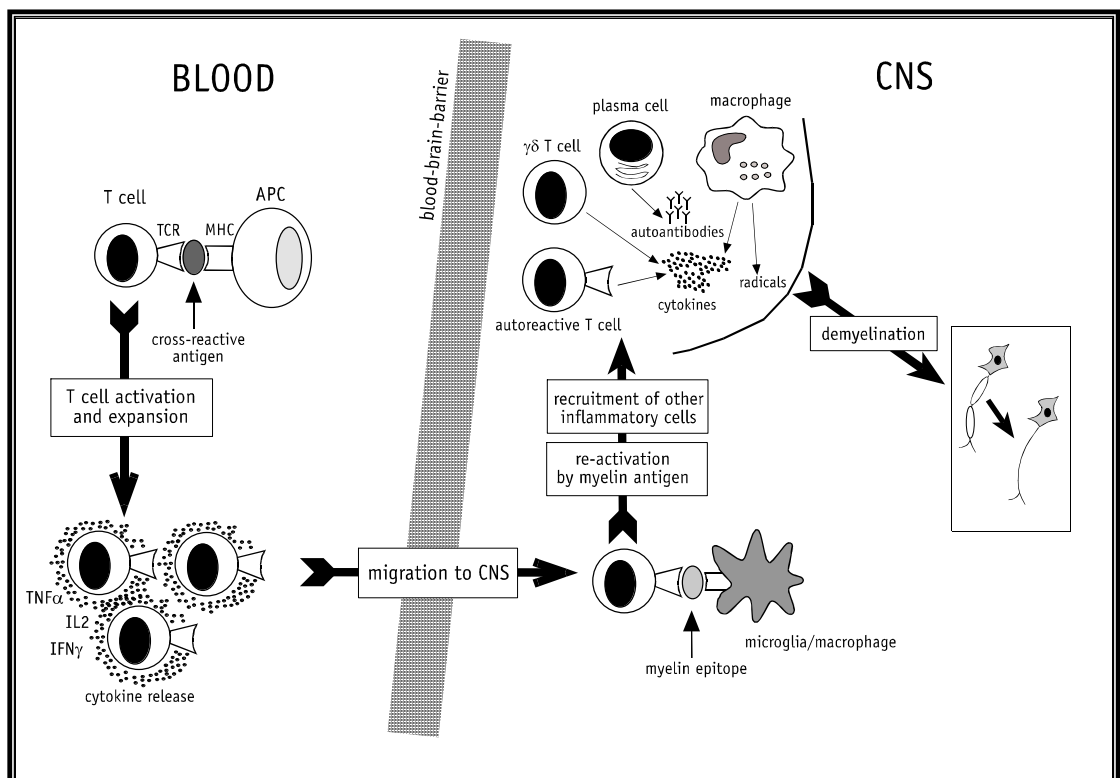 BLOOD
CNS
blood-brain-barrier
T cell
APC
TCR
MHC
cross-reactive
antigen
T cell activation
and expansion
TNFα
IL2
IFNγ
cytokine release
migration to CNS
myelin epitope
microglia/macrophage
re-activation
by myelin antigen
recruitment of other
inflammatory cells
γδ T cell
plasma cell
macrophage
autoantibodies
cytokines
radicals
autoreactive T cell
demyelination